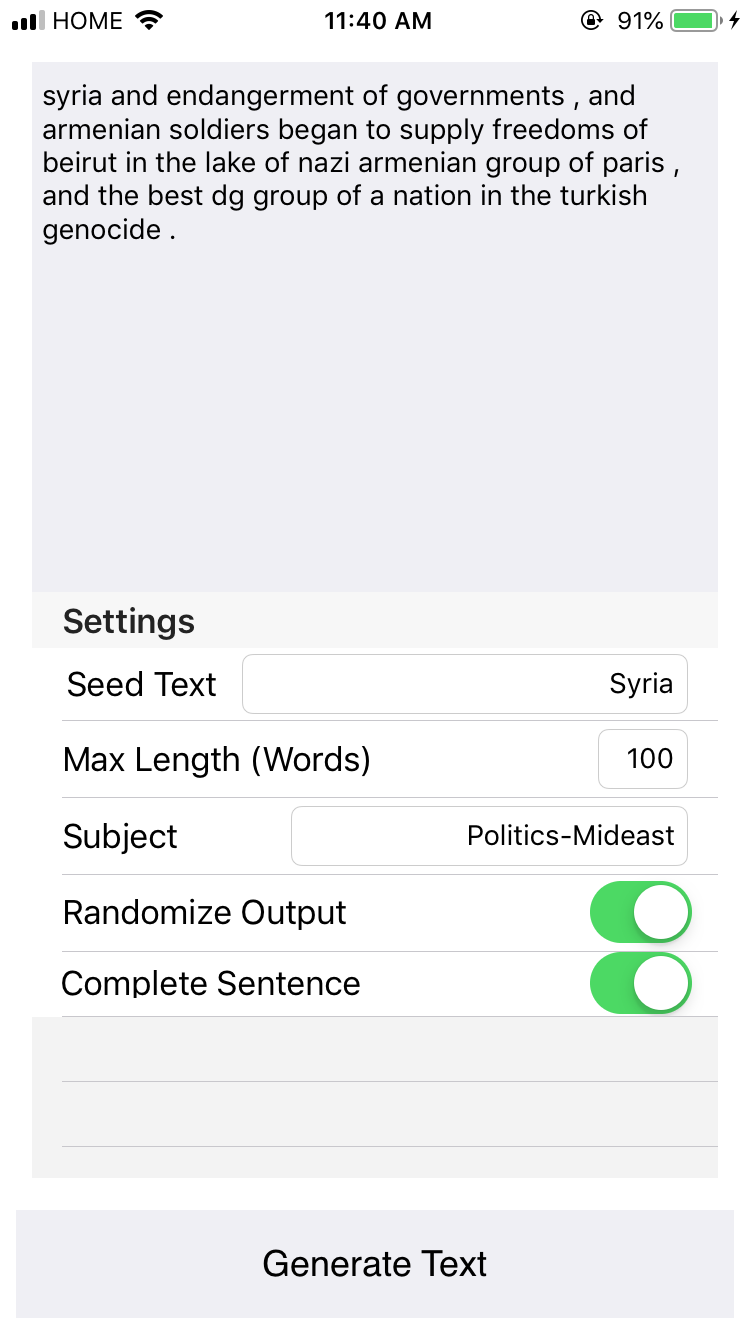 HOME 11:40 AM 91%
syria and endangerment of governments , and
armenian soldiers began to supply freedoms of
beirut in the lake of nazi armenian group of paris ,
and the best dg group of a nation in the turkish
genocide .
Settings
Seed Text Syria
Max Length (Words) 100
Subject Politics-Mideast
Randomize Output
Complete Sentence
Generate Text